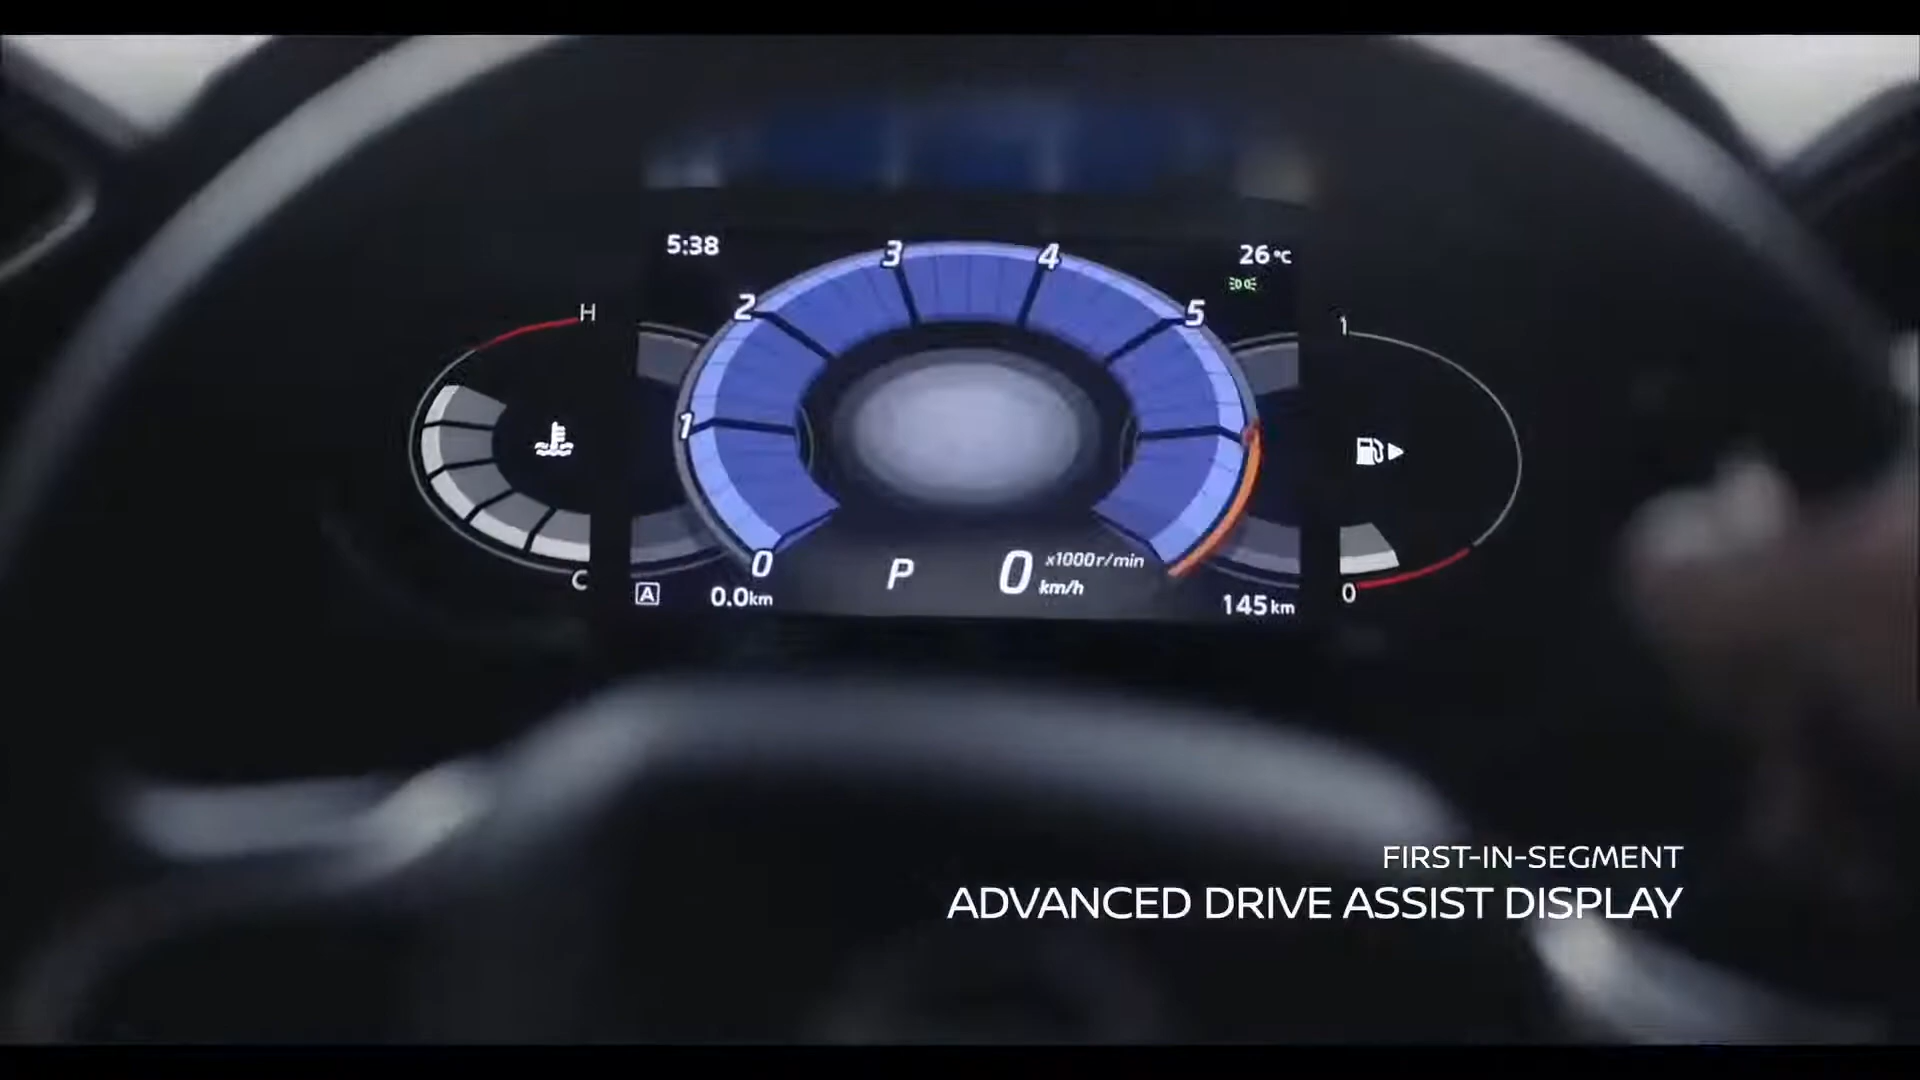 5:38
26°C
3
4
2
5
H
1
1
0
P
0
x1000r/min
km/h
C
A
0.0km
145km
0
FIRST-IN-SEGMENT
ADVANCED DRIVE ASSIST DISPLAY